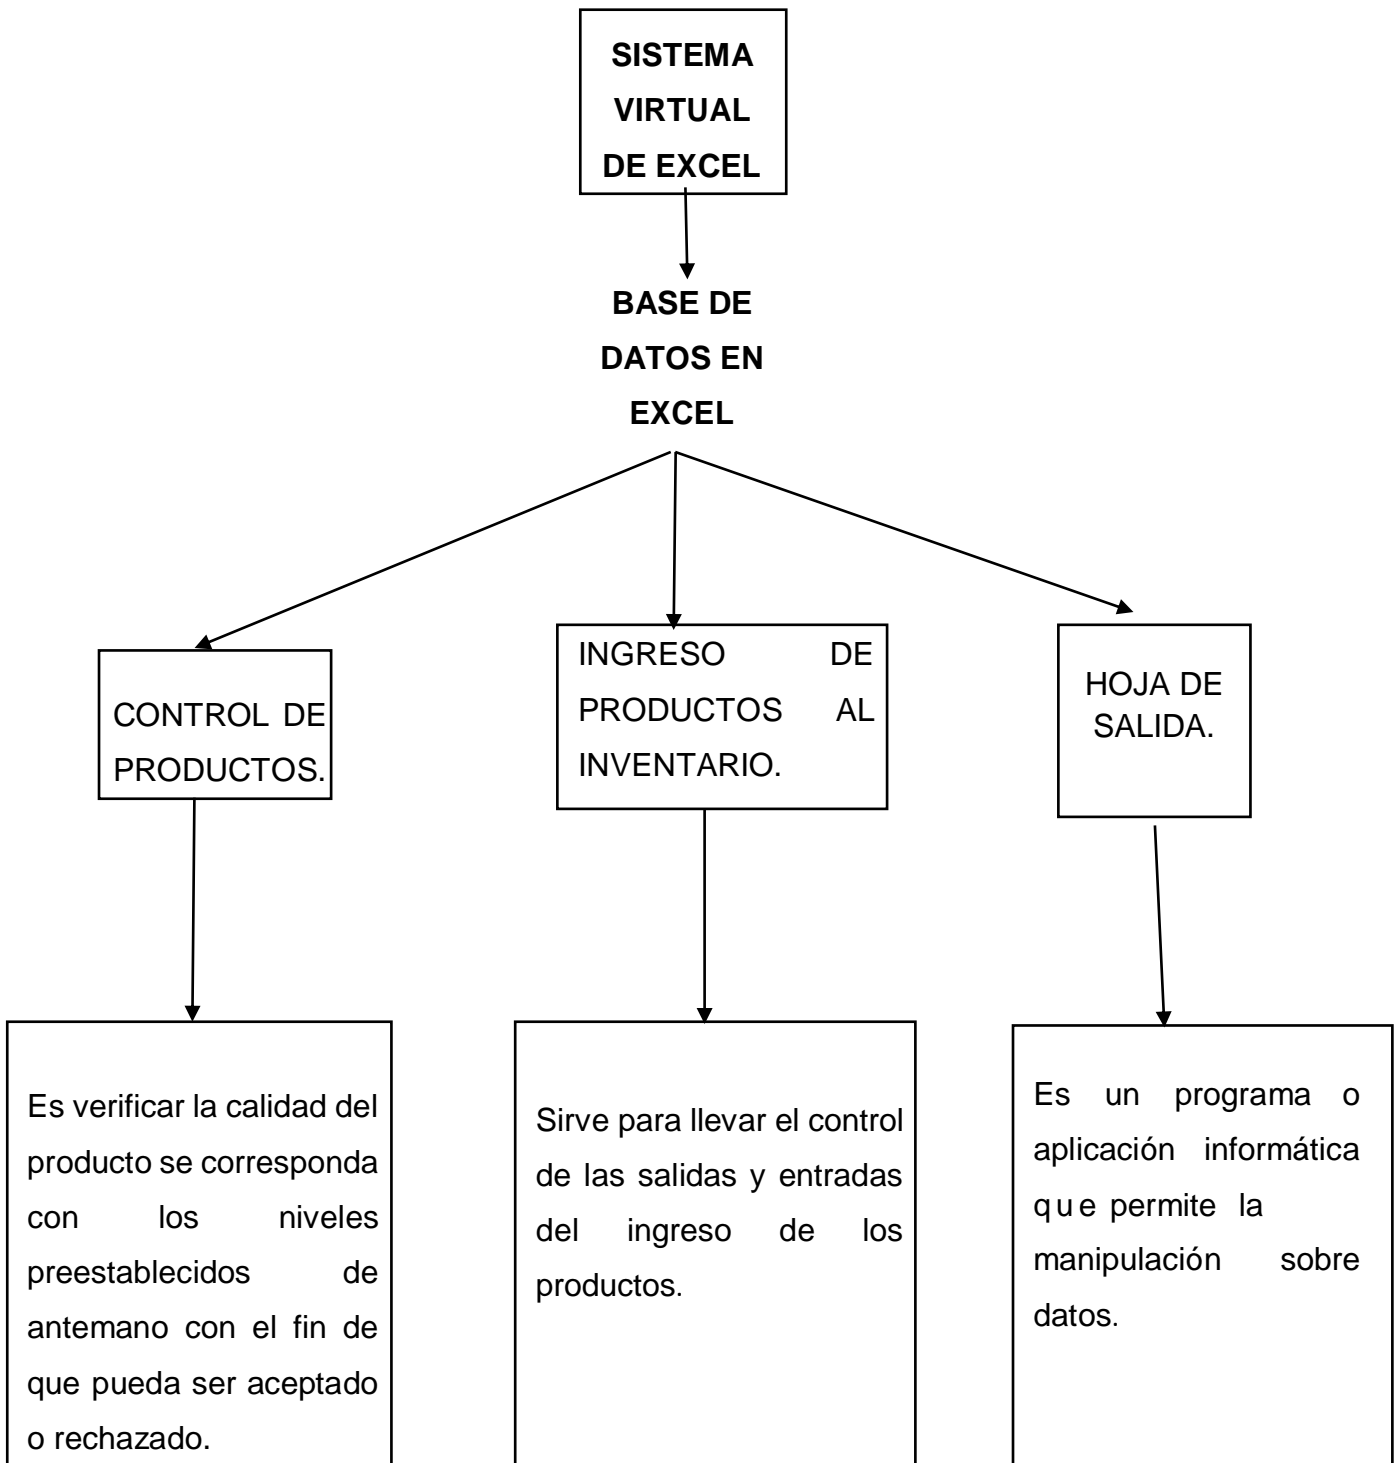 SISTEMA
VIRTUAL
DE EXCEL
BASE DE
DATOS EN
EXCEL
CONTROL DE
PRODUCTOS.
INGRESO DE
PRODUCTOS AL
INVENTARIO.
HOJA DE
SALIDA.
Es verificar la calidad del
producto se corresponda
con los niveles
preestablecidos de
antemano con el fin de
que pueda ser aceptado
o rechazado.
Sirve para llevar el control
de las salidas y entradas
del ingreso de los
productos.
Es un programa o
aplicación informática
que permite la
manipulación sobre
datos.